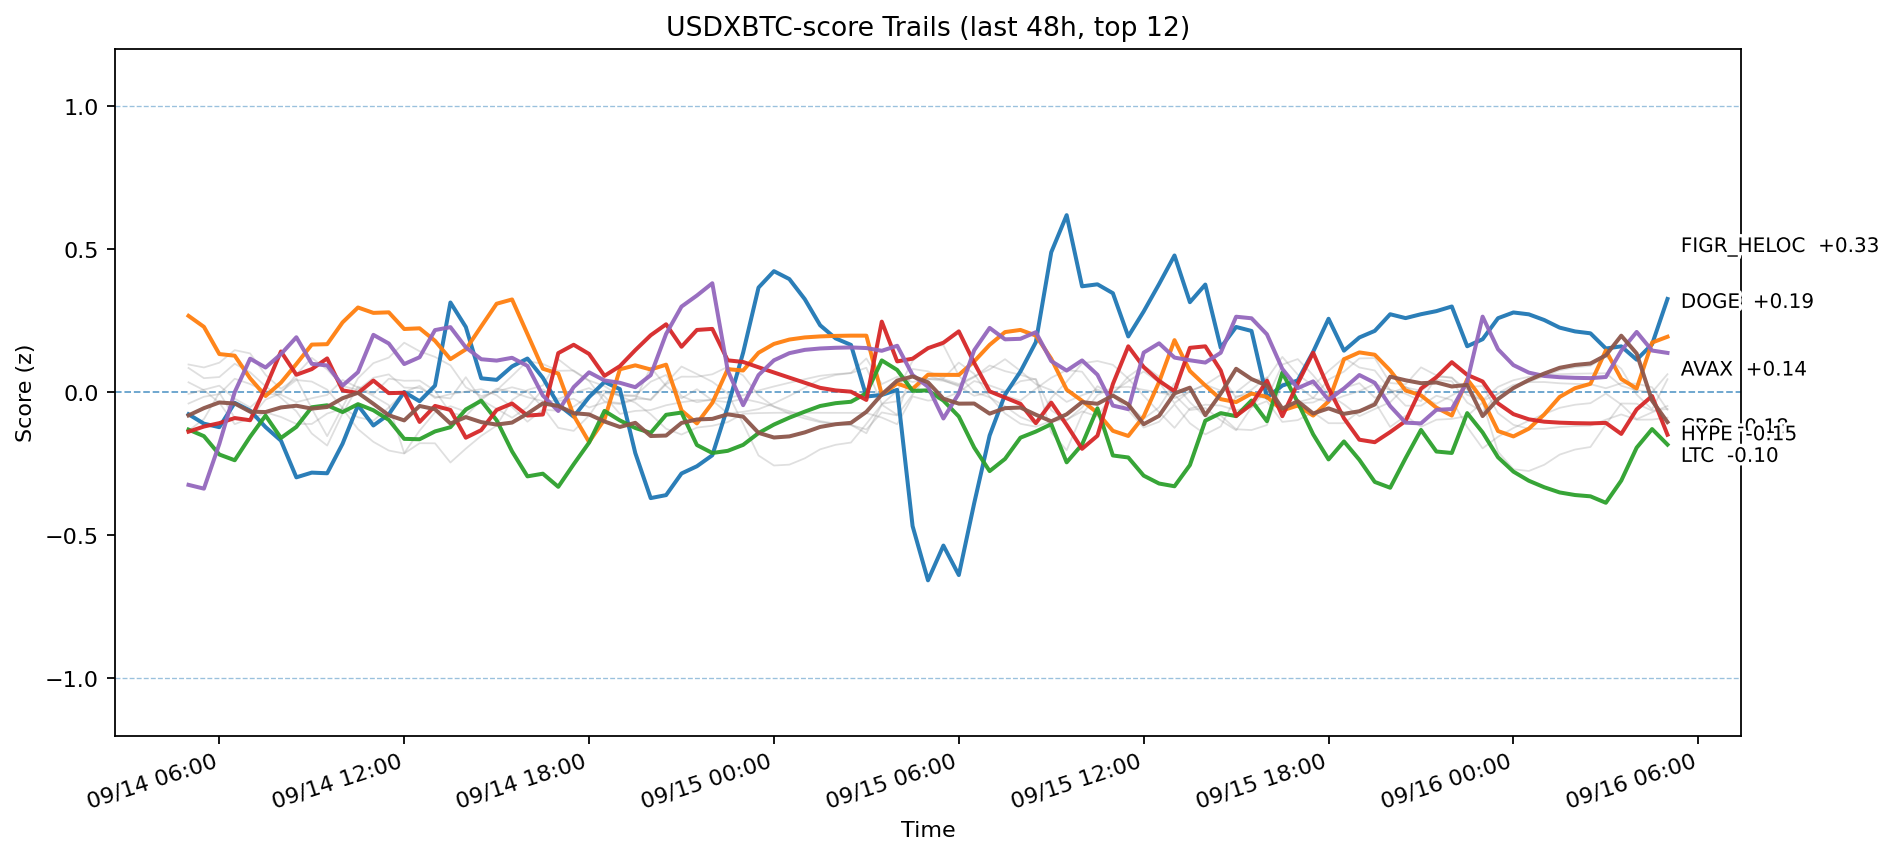 USDXBTC-score Trails (last 48h, top 12)
1.0
0.5
0.0
−0.5
−1.0
Score (z)
FIGR_HELOC +0.33
DOGE +0.19
AVAX +0.14
HYPE -0.15
LTC -0.10
09/14 06:00
09/14 12:00
09/14 18:00
09/15 00:00
09/15 06:00
09/15 12:00
09/15 18:00
09/16 00:00
09/16 06:00
Time